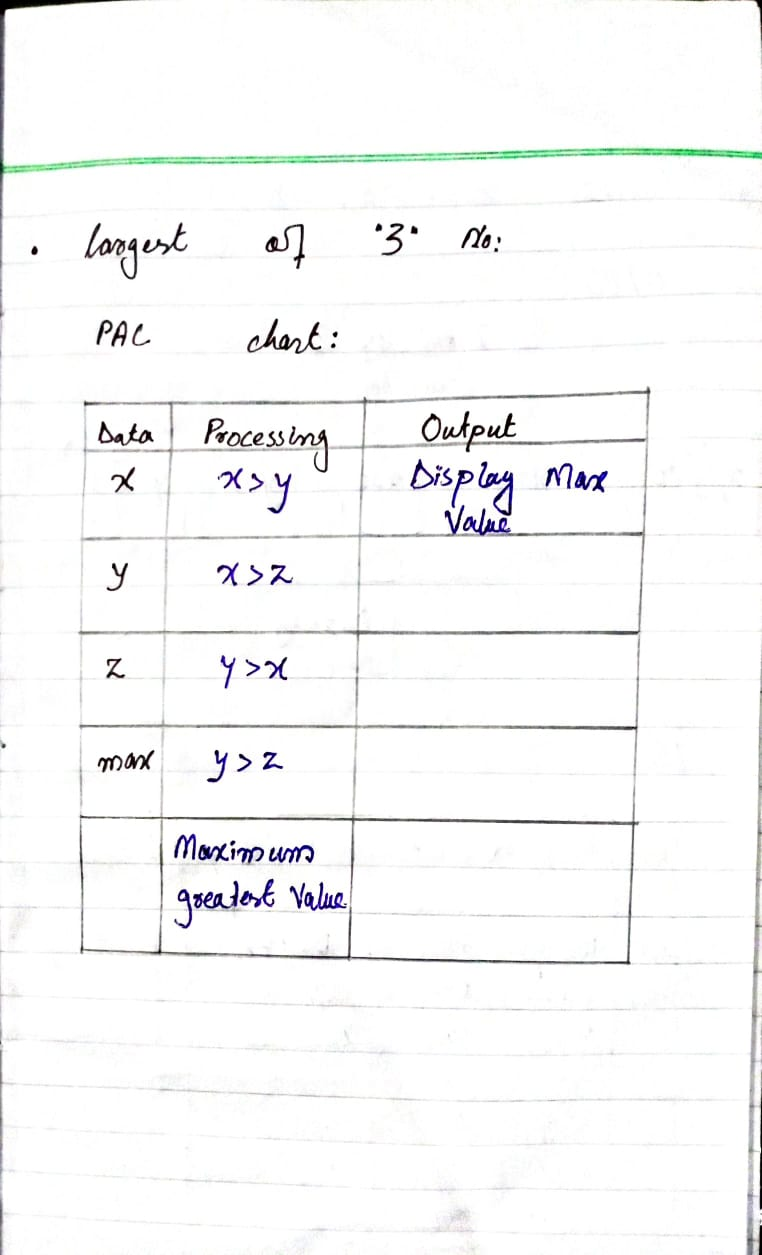 • largest of "3" No:
PAC chart:
Data Processing Output
x x>y Display Max
Value
y x>z
z y>x
max y>z
Maximum
greatest Value